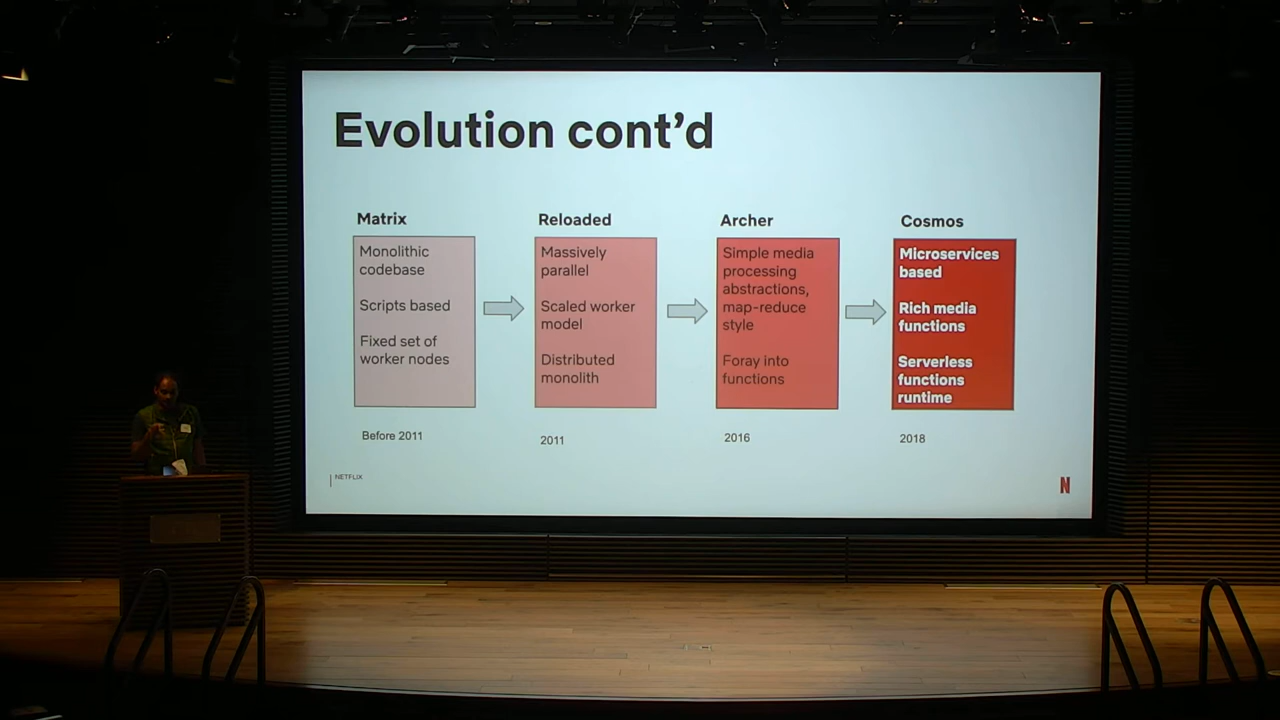 Evolution cont'd
Matrix
Monolithic
codebase
Scripts based
Fixed set of
worker nodes
Before 2011
Reloaded
Massively
parallel
Scaled worker
model
Distributed
monolith
2011
Archer
Simple media
processing
abstractions,
map-reduce
style
Foray into
functions
2016
Cosmos
Microservices
based
Rich media
functions
Serverless
functions
runtime
2018
NETFLIX
N